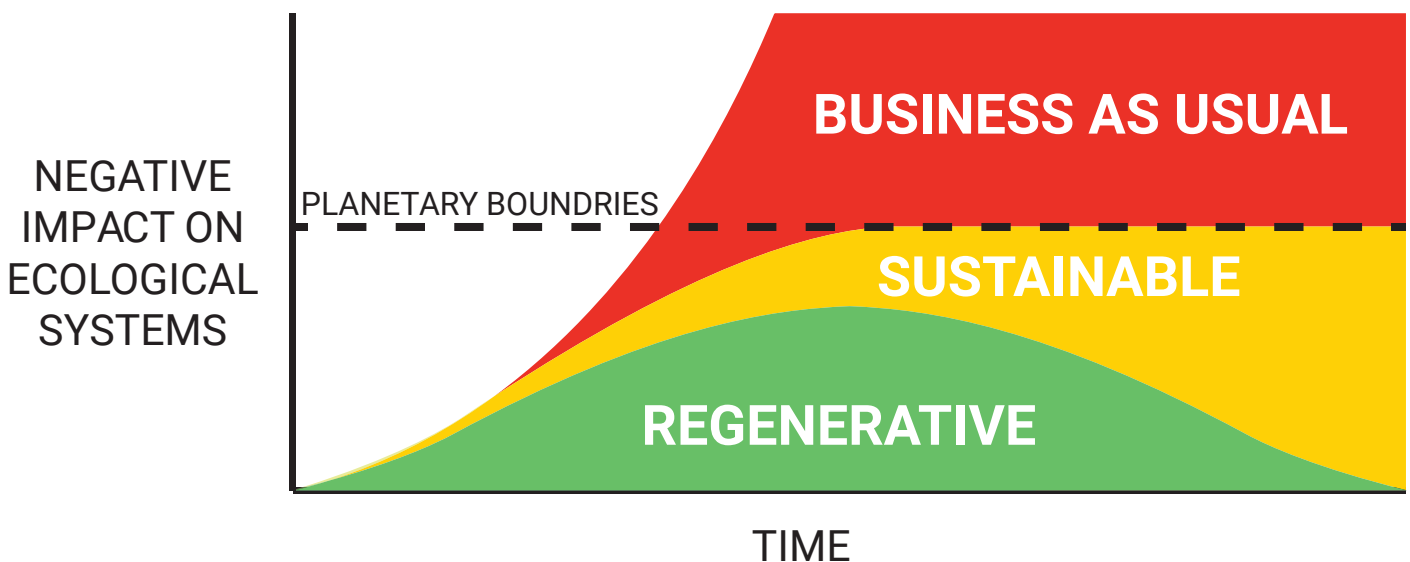 BUSINESS AS USUAL
NEGATIVE
IMPACT ON
ECOLOGICAL
SYSTEMS
PLANETARY BOUNDRIES
SUSTAINABLE
REGENERATIVE
TIME